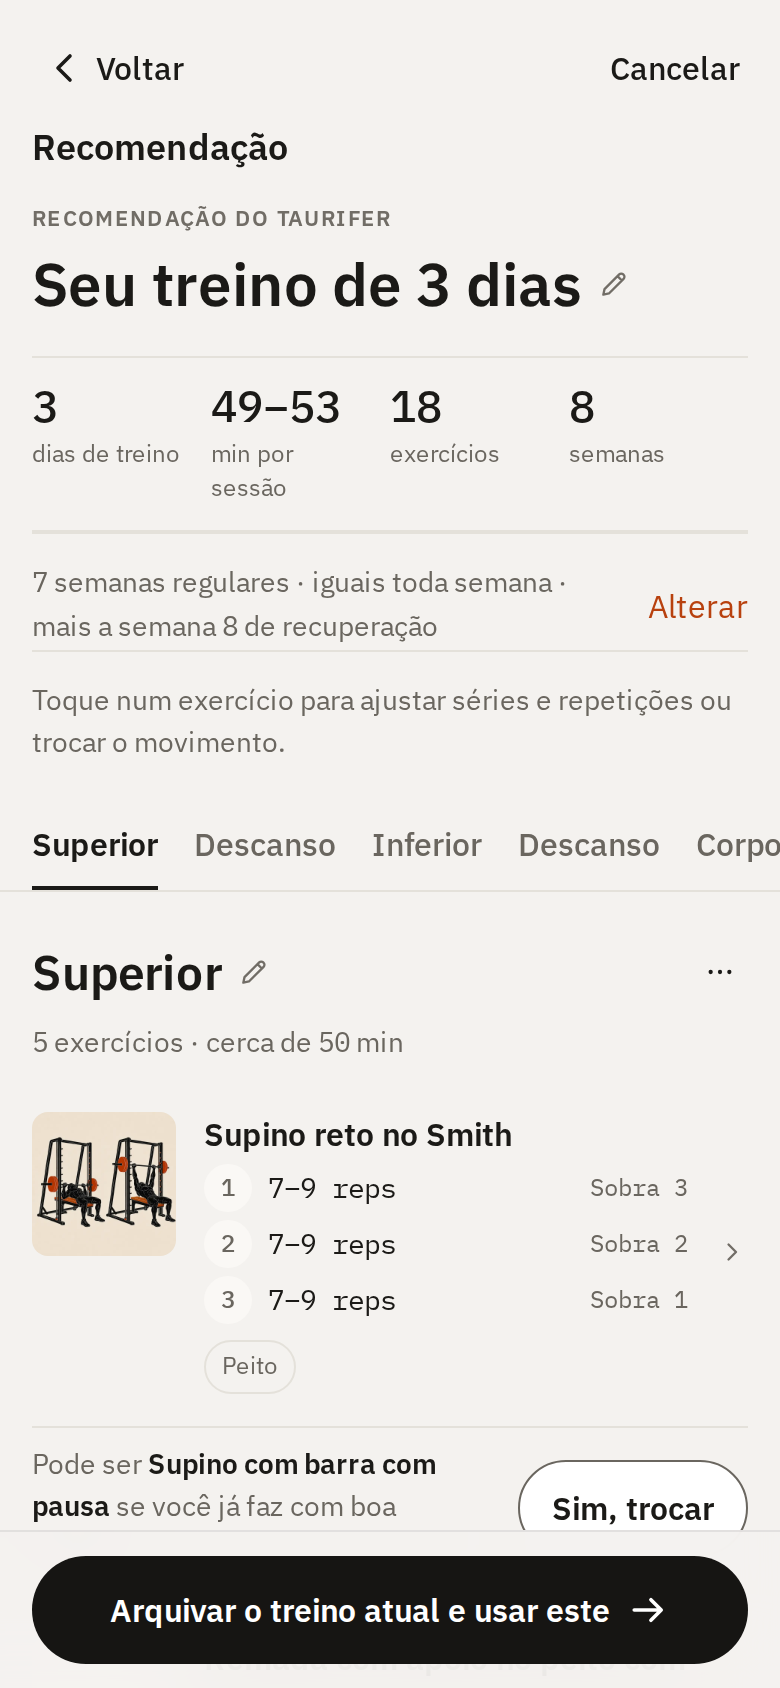 Voltar
Cancelar
Recomendação
RECOMENDAÇÃO DO TAURIFER
Seu treino de 3 dias
3
dias de treino
49–53
min por
sessão
18
exercícios
8
semanas
7 semanas regulares · iguais toda semana ·
mais a semana 8 de recuperação
Alterar
Toque num exercício para ajustar séries e repetições ou
trocar o movimento.
Superior
Descanso
Inferior
Descanso
Corpo
Superior
...
5 exercícios · cerca de 50 min
Supino reto no Smith
1 7–9 reps Sobra 3
2 7–9 reps Sobra 2
3 7–9 reps Sobra 1
Peito
Pode ser Supino com barra com
pausa se você já faz com boa
Sim, trocar
Arquivar o treino atual e usar este